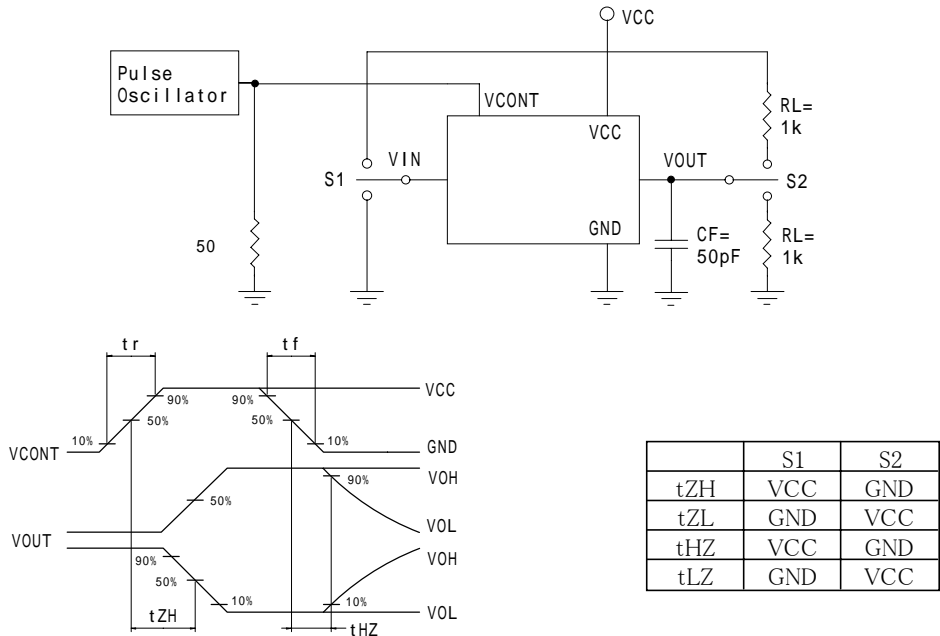 VCC
Pulse
Oscillator
VCONT
RL=
1k
VCC
VIN
VOUT
S1
S2
GND
50
CF=
50pF
RL=
1k
tr
tf
VCC
90%
90%
50%
50%
10%
10%
VCONT
GND
VOH
90%
50%
VOL
VOUT
VOH
90%
50%
10%
10%
VOL
tZH
tHZ
S1 S2
tZH VCC GND
tZL GND VCC
tHZ VCC GND
tLZ GND VCC